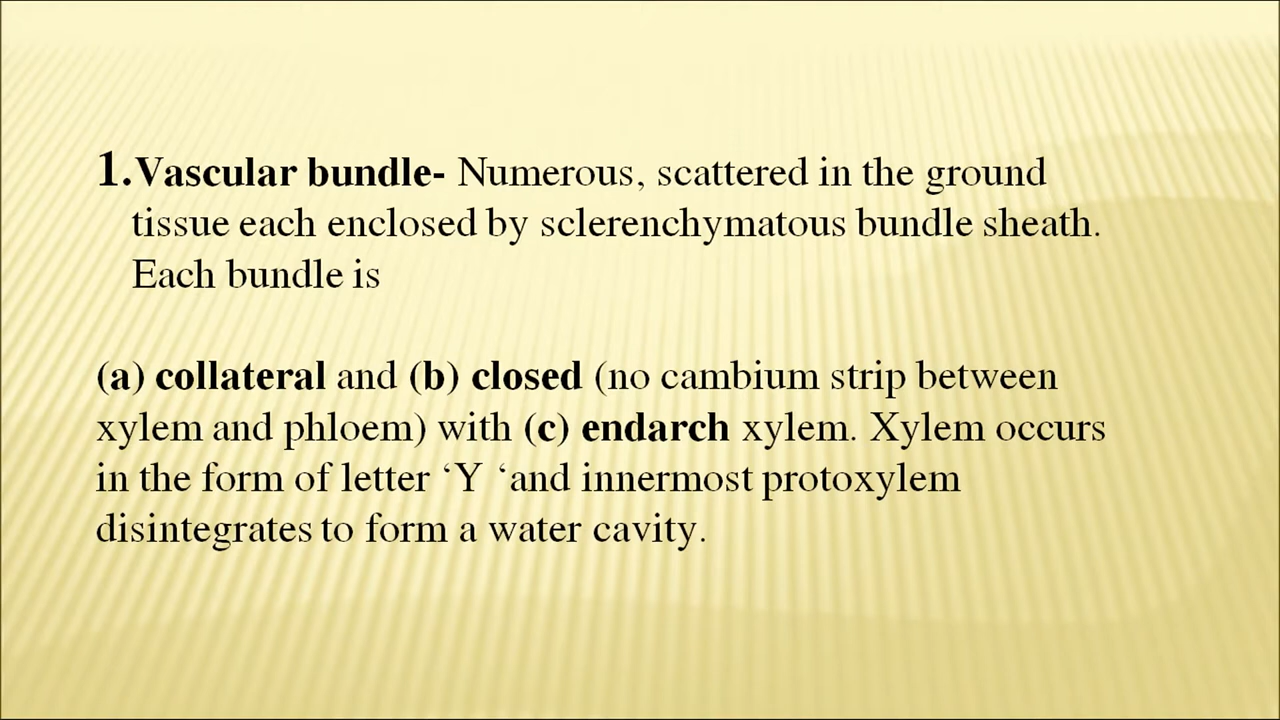 1.Vascular bundle- Numerous, scattered in the ground
tissue each enclosed by sclerenchymatous bundle sheath.
Each bundle is
(a) collateral and (b) closed (no cambium strip between
xylem and phloem) with (c) endarch xylem. Xylem occurs
in the form of letter ‘Y ‘and innermost protoxylem
disintegrates to form a water cavity.